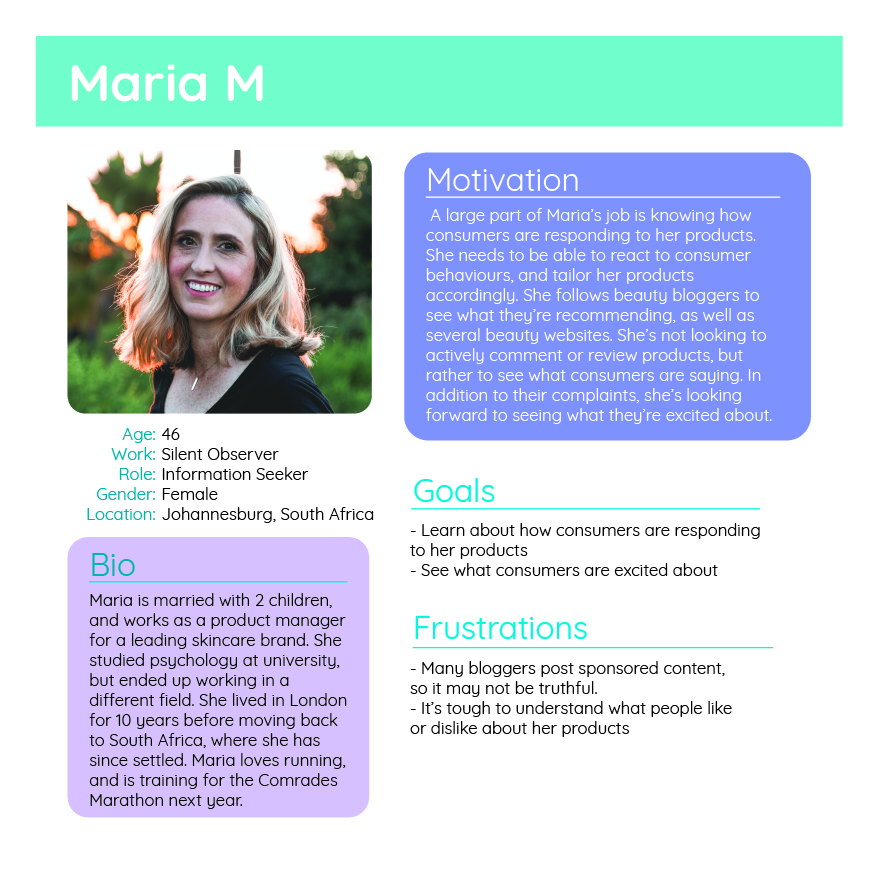 Maria M
Age: 46
Work: Silent Observer
Role: Information Seeker
Gender: Female
Location: Johannesburg, South Africa
Bio
Maria is married with 2 children,
and works as a product manager
for a leading skincare brand. She
studied psychology at university,
but ended up working in a
different field. She lived in London
for 10 years before moving back
to South Africa, where she has
since settled. Maria loves running,
and is training for the Comrades
Marathon next year.
Motivation
A large part of Maria’s job is knowing how
consumers are responding to her products.
She needs to be able to react to consumer
behaviours, and tailor her products
accordingly. She follows beauty bloggers to
see what they’re recommending, as well as
several beauty websites. She’s not looking to
actively comment or review products, but
rather to see what consumers are saying. In
addition to their complaints, she’s looking
forward to seeing what they’re excited about.
Goals
- Learn about how consumers are responding
to her products
- See what consumers are excited about
Frustrations
- Many bloggers post sponsored content,
so it may not be truthful.
- It’s tough to understand what people like
or dislike about her products